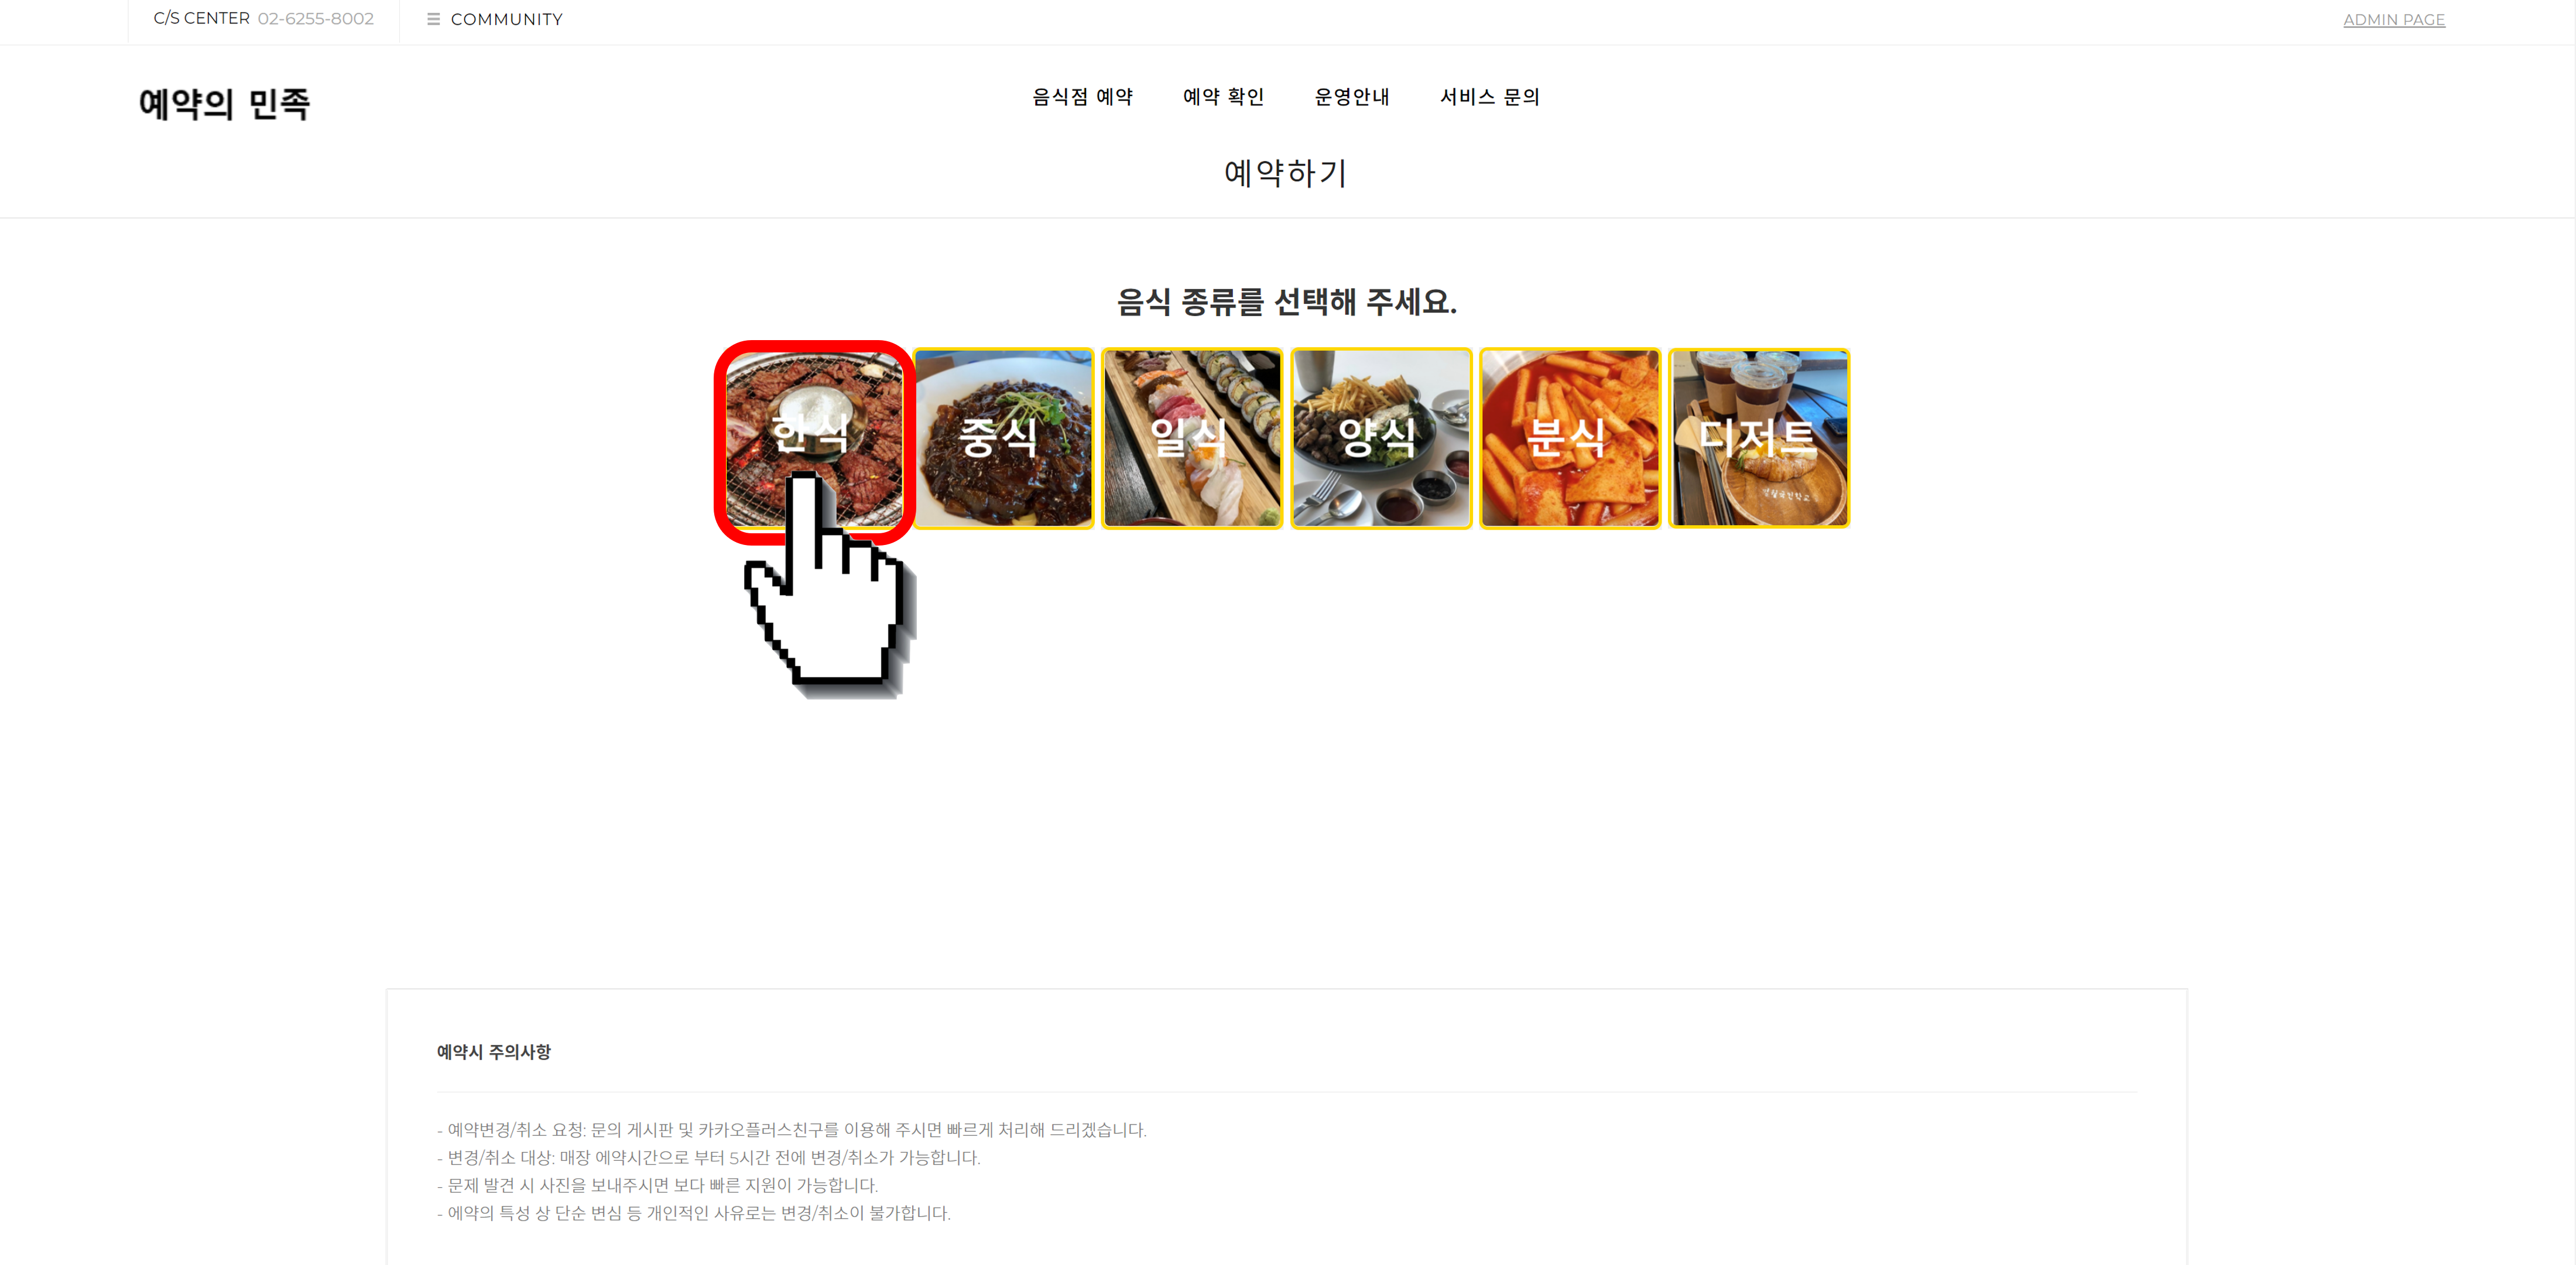 C/S CENTER 02-6255-8002
COMMUNITY
ADMIN PAGE
예약의 민족
음식점 예약 예약 확인 운영안내 서비스 문의
예약하기
음식 종류를 선택해 주세요.
한식 중식 일식 양식 분식 디저트
예약시 주의사항
- 예약변경/취소 요청: 문의 게시판 및 카카오플러스친구를 이용해 주시면 빠르게 처리해 드리겠습니다.
- 변경/취소 대상: 매장 에약시간으로 부터 5시간 전에 변경/취소가 가능합니다.
- 문제 발견 시 사진을 보내주시면 보다 빠른 지원이 가능합니다.
- 에약의 특성 상 단순 변심 등 개인적인 사유로는 변경/취소이 불가합니다.